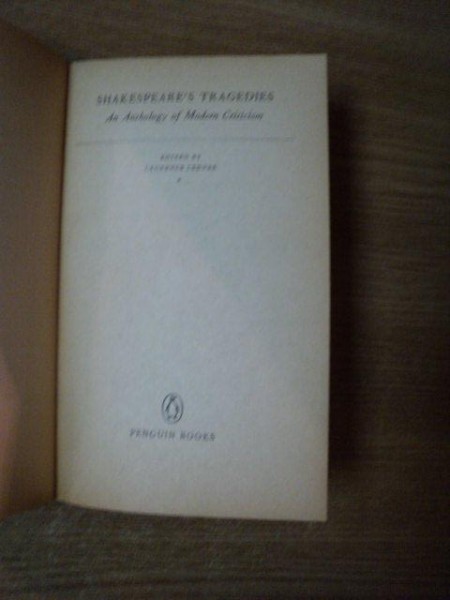 SHAKESPEARE'S TRAGEDIES
An Anthology of Modern Criticism
EDITED BY
LAURENCE LERNER
PENGUIN BOOKS